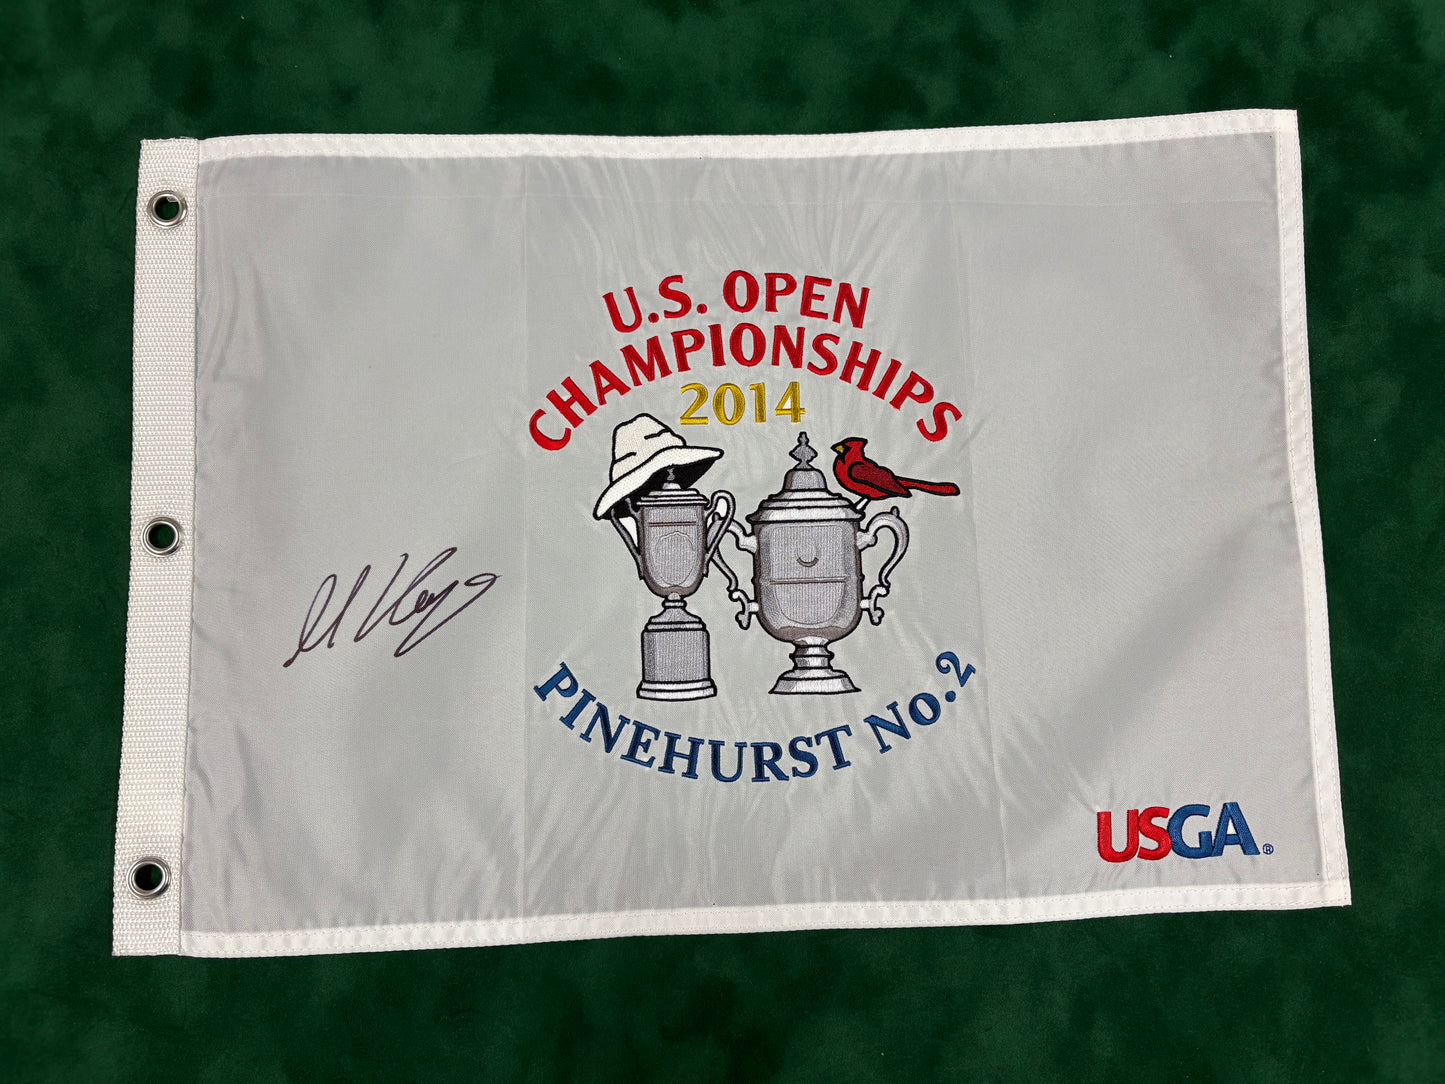 U.S. OPEN
CHAMPIONSHIPS
2014
PINEHURST No.2
USGA®